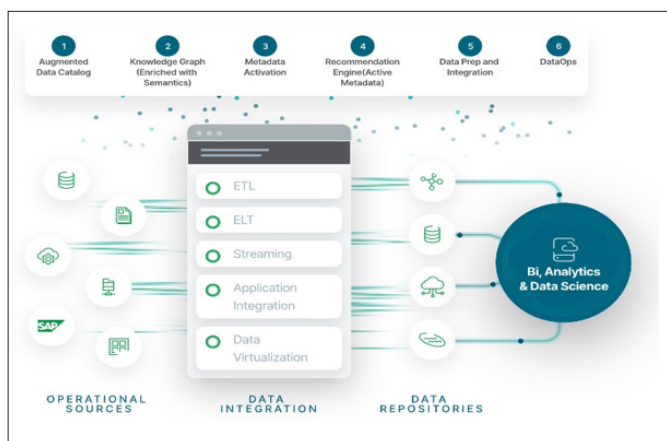 1
Augmented
Data Catalog
2
Knowledge Graph
(Enriched with
Semantics)
3
Metadata
Activation
4
Recommendation
Engine(Active
Metadata)
5
Data Prep and
Integration
6
DataOps
ETL
ELT
Streaming
Application
Integration
Data
Virtualization
SAP
Bi, Analytics
& Data Science
OPERATIONAL
SOURCES
DATA
INTEGRATION
DATA
REPOSITORIES